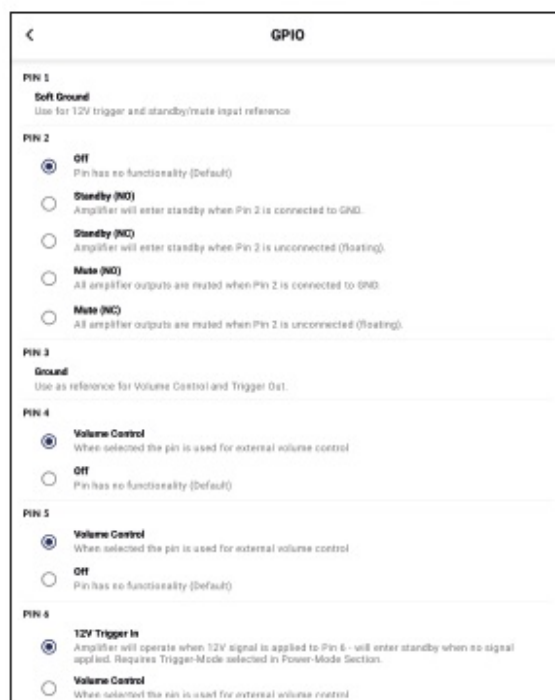 GPIO
PIN 1
Soft Ground
Use for 12V trigger and standby/mute input reference
PIN 2
Off
Pin has no functionality (Default)
Standby (NO)
Amplifier will enter standby when Pin 2 is connected to GND.
Standby (NC)
Amplifier will enter standby when Pin 2 is unconnected (floating).
Mute (NO)
All amplifier outputs are muted when Pin 2 is connected to GND.
Mute (NC)
All amplifier outputs are muted when Pin 2 is unconnected (floating).
PIN 3
Ground
Use as reference for Volume Control and Trigger Out.
PIN 4
Volume Control
When selected the pin is used for external volume control
Off
Pin has no functionality (Default)
PIN 5
Volume Control
When selected the pin is used for external volume control
Off
Pin has no functionality (Default)
PIN 6
12V Trigger In
Amplifier will operate when 12V signal is applied to Pin 6 - will enter standby when no signal
applied. Requires Trigger-Mode selected in Power-Mode Section.
Volume Control
When selected the pin is used for external volume control